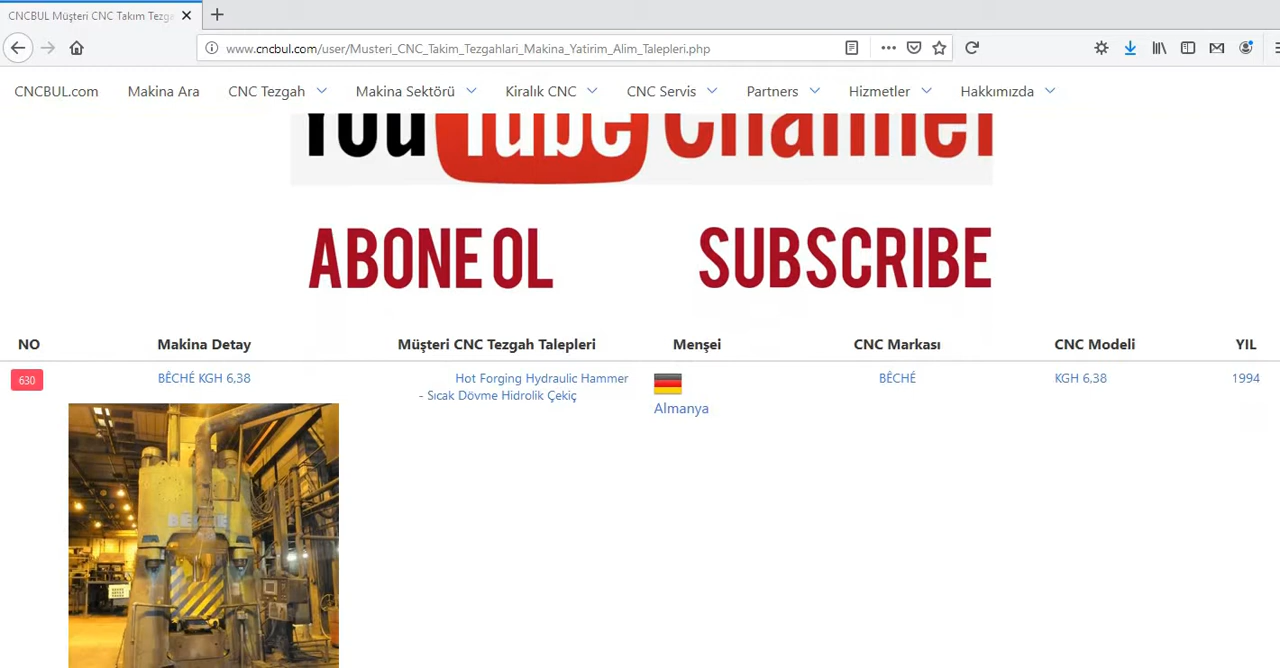 CNCBUL Müşteri CNC Takım Tezga
www.cncbul.com/user/Musteri_CNC_Takim_Tezgahlari_Makina_Yatirim_Alim_Talepleri.php
CNCBUL.com Makina Ara CNC Tezgah Makina Sektörü Kiralık CNC CNC Servis Partners Hizmetler Hakkımızda
YouTube Channel
ABONE OL SUBSCRIBE
NO Makina Detay Müşteri CNC Tezgah Talepleri Menşei CNC Markası CNC Modeli YIL
630 BÊCHÉ KGH 6,38 Hot Forging Hydraulic Hammer BÊCHÉ KGH 6,38 1994
- Sıcak Dövme Hidrolik Çekiç
Almanya
BÊCHÉ